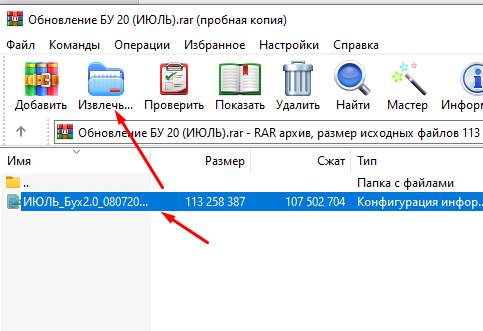 Обновление БУ 20 (ИЮЛЬ).rar (пробная копия)
Файл Команды Операции Избранное Настройки Справка
Добавить Извлечь... Проверить Показать Удалить Найти Мастер Информ
Обновление БУ 20 (ИЮЛЬ).rar - RAR архив, размер исходных файлов 113
Имя Размер Сжат Тип
.. Папка с файлами
ИЮЛЬ_Бух2.0_080720... 113 258 387 107 502 704 Конфигурация инфор...